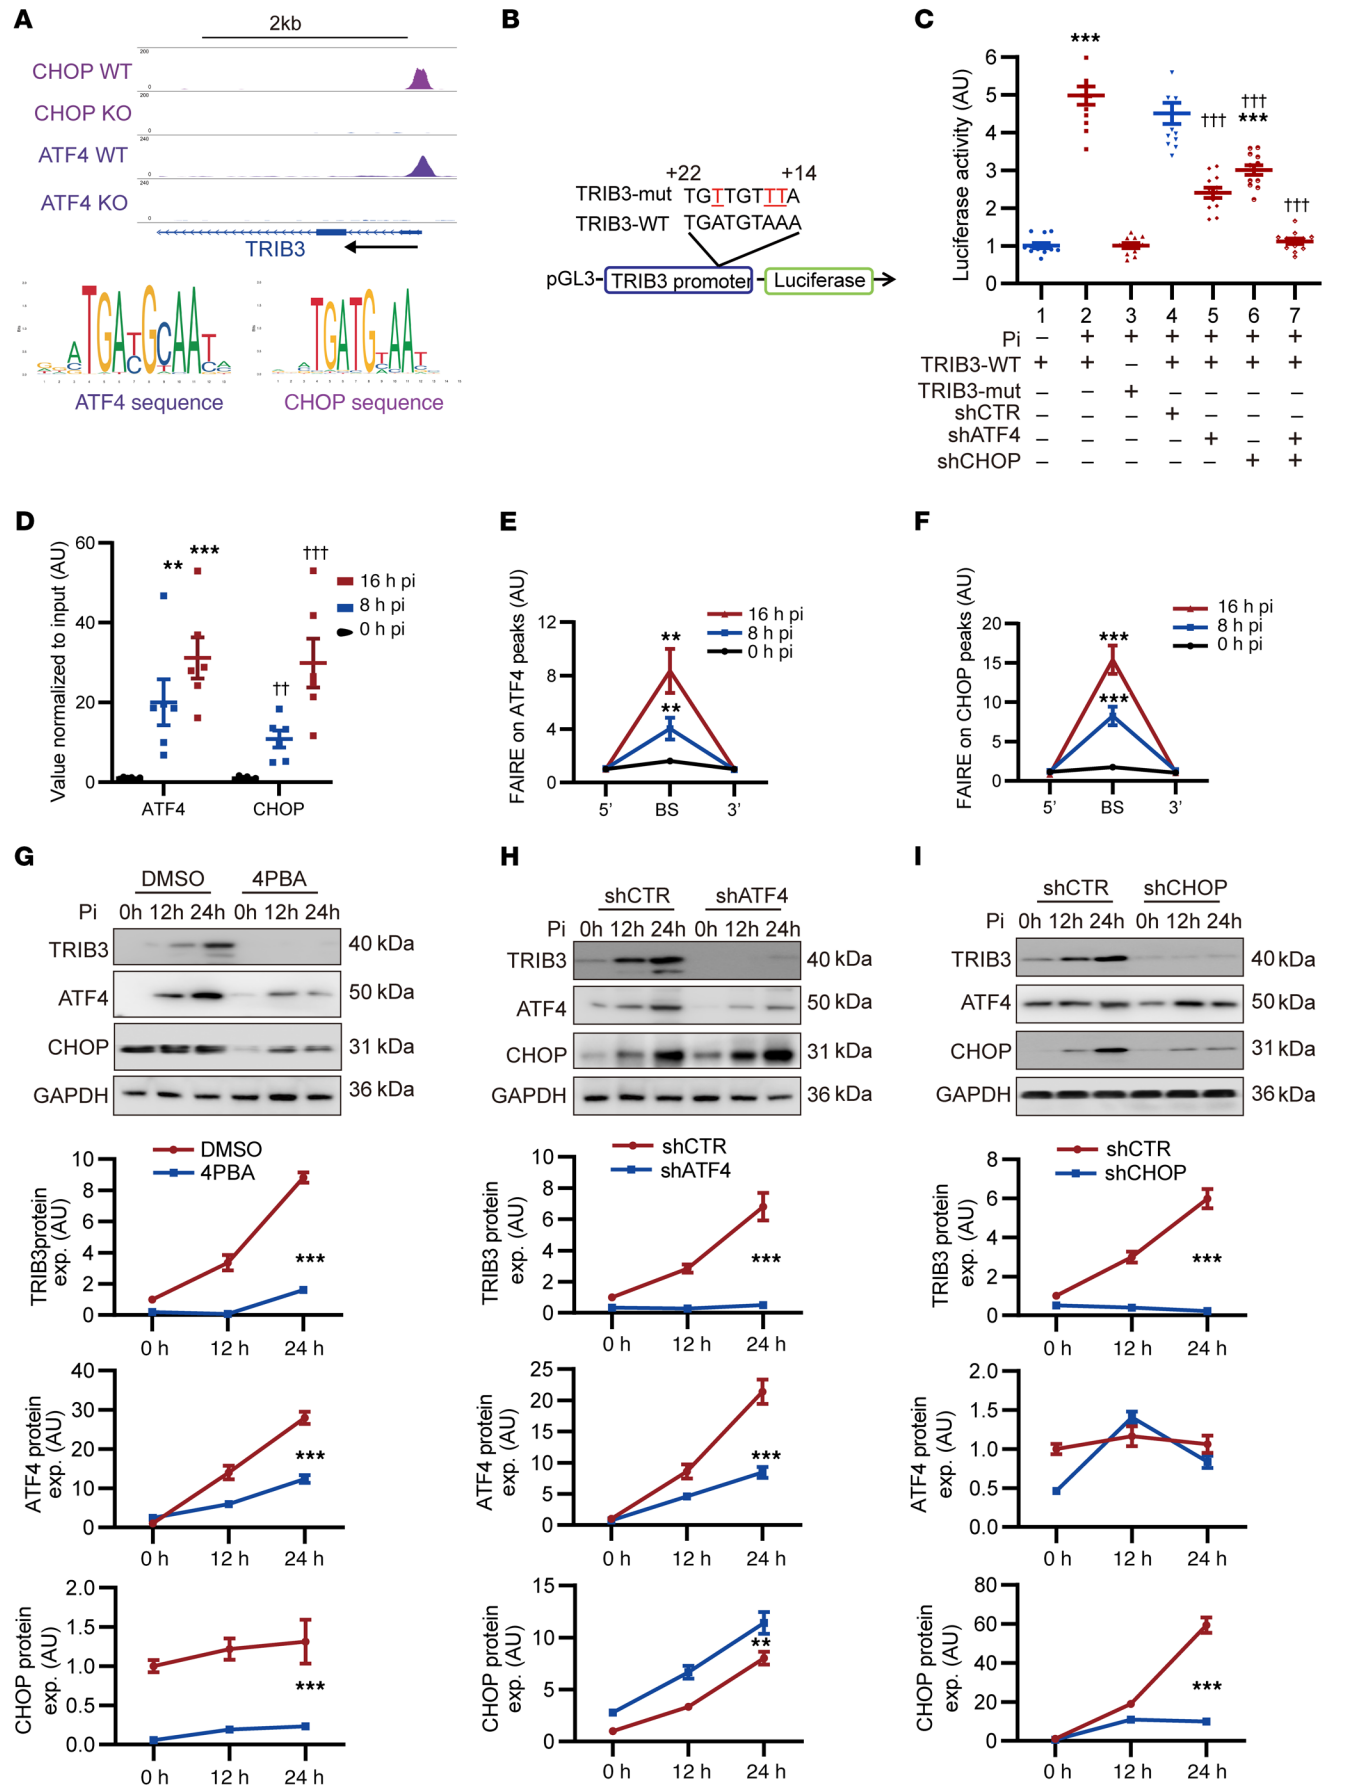 A
2kb
CHOP WT
200
0
CHOP KO
200
0
ATF4 WT
240
0
ATF4 KO
240
0
TRIB3
ATF4 sequence
CHOP sequence
B
+22 +14
TRIB3-mut TGTTGTTTA
TRIB3-WT TGATGTAAA
pGL3 TRIB3 promoter Luciferase
C
Luciferase activity (AU)
6
5
4
3
2
1
0
***
†††
†††
***
†††
1 2 3 4 5 6 7
Pi – + + + + + +
TRIB3-WT + + – + + + +
TRIB3-mut – – + – – – –
shCTR – – – + – – –
shATF4 – – – – + – +
shCHOP – – – – – + +
D
Value normalized to input (AU)
60
40
20
0
** ***
†† †††
16 h pi
8 h pi
0 h pi
ATF4 CHOP
E
FAIRE on ATF4 peaks (AU)
12
8
4
0
**
**
16 h pi
8 h pi
0 h pi
5' BS 3'
F
FAIRE on CHOP peaks (AU)
20
15
10
5
0
***
***
16 h pi
8 h pi
0 h pi
5' BS 3'
G
DMSO 4PBA
Pi 0h 12h 24h 0h 12h 24h
TRIB3 40 kDa
ATF4 50 kDa
CHOP 31 kDa
GAPDH 36 kDa
DMSO
4PBA
TRIB3protein
exp. (AU)
10
8
6
4
2
0
***
0 h 12 h 24 h
ATF4 protein
exp. (AU)
40
30
20
10
0
***
0 h 12 h 24 h
CHOP protein
exp. (AU)
2.0
1.5
1.0
0.5
0.0
***
0 h 12 h 24 h
H
shCTR shATF4
Pi 0h 12h 24h 0h 12h 24h
TRIB3 40 kDa
ATF4 50 kDa
CHOP 31 kDa
GAPDH 36 kDa
shCTR
shATF4
TRIB3 protein
exp. (AU)
10
8
6
4
2
0
***
0 h 12 h 24 h
ATF4 protein
exp. (AU)
25
20
15
10
5
0
***
0 h 12 h 24 h
CHOP protein
exp. (AU)
15
10
5
0
**
0 h 12 h 24 h
I
shCTR shCHOP
Pi 0h 12h 24h 0h 12h 24h
TRIB3 40 kDa
ATF4 50 kDa
CHOP 31 kDa
GAPDH 36 kDa
shCTR
shCHOP
TRIB3 protein
exp. (AU)
8
6
4
2
0
***
0 h 12 h 24 h
ATF4 protein
exp. (AU)
2.0
1.5
1.0
0.5
0.0
0 h 12 h 24 h
CHOP protein
exp. (AU)
80
60
40
20
0
***
0 h 12 h 24 h